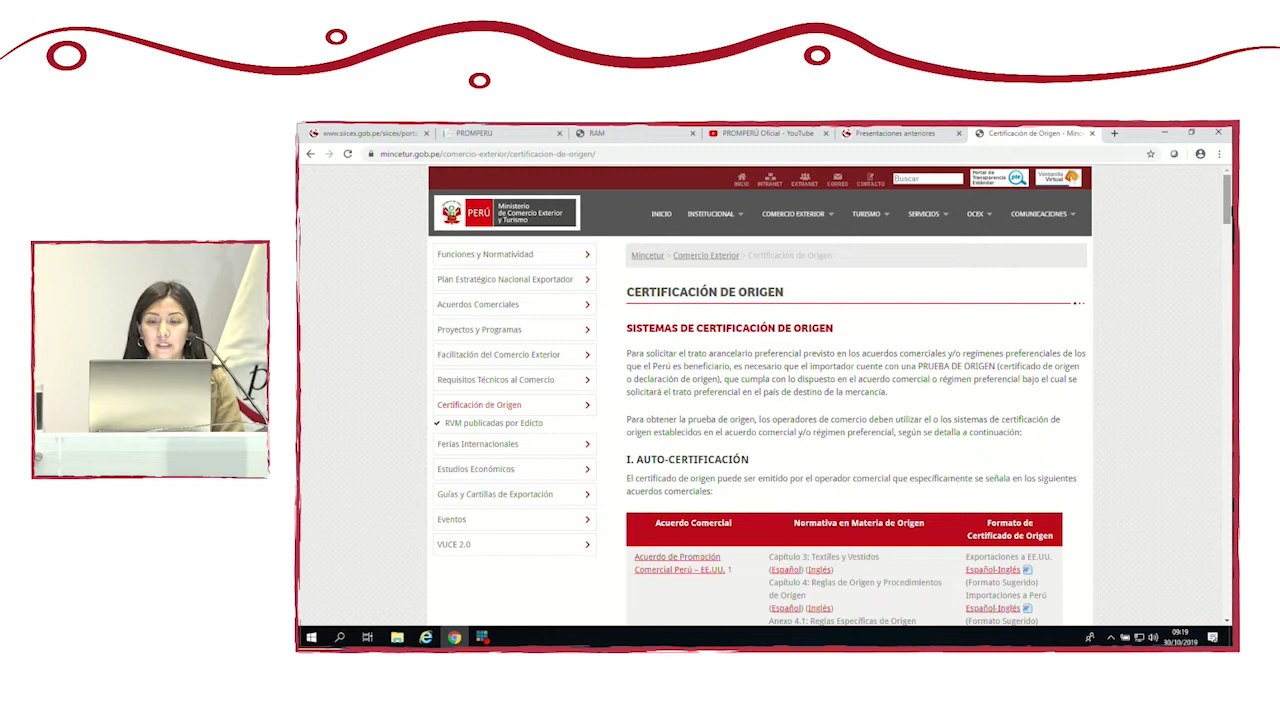 www.siicex.gob.pe/siicex/porta
PROMPERU
RAM
PROMPERÚ Oficial - YouTube
Presentaciones anteriores
Certificación de Origen - Mince
mincetur.gob.pe/comercio-exterior/certificacion-de-origen/
INICIO
INTRANET
EXTRANET
CORREO
CONTACTO
Buscar
Portal de
Transparencia
Estándar
pte
Ventanilla
Virtual
PERÚ
Ministerio
de Comercio Exterior
y Turismo
INICIO
INSTITUCIONAL
COMERCIO EXTERIOR
TURISMO
SERVICIOS
OCEX
COMUNICACIONES
Funciones y Normatividad
Plan Estratégico Nacional Exportador
Acuerdos Comerciales
Proyectos y Programas
Facilitación del Comercio Exterior
Requisitos Técnicos al Comercio
Certificación de Origen
RVM publicadas por Edicto
Ferias Internacionales
Estudios Económicos
Guías y Cartillas de Exportación
Eventos
VUCE 2.0
Mincetur > Comercio Exterior > Certificación de Origen
CERTIFICACIÓN DE ORIGEN
SISTEMAS DE CERTIFICACIÓN DE ORIGEN
Para solicitar el trato arancelario preferencial previsto en los acuerdos comerciales y/o regímenes preferenciales de los
que el Perú es beneficiario, es necesario que el importador cuente con una PRUEBA DE ORIGEN (certificado de origen
o declaración de origen), que cumpla con lo dispuesto en el acuerdo comercial o régimen preferencial bajo el cual se
solicitará el trato preferencial en el país de destino de la mercancía.
Para obtener la prueba de origen, los operadores de comercio deben utilizar el o los sistemas de certificación de
origen establecidos en el acuerdo comercial y/o régimen preferencial, según se detalla a continuación:
I. AUTO-CERTIFICACIÓN
El certificado de origen puede ser emitido por el operador comercial que específicamente se señala en los siguientes
acuerdos comerciales:
Acuerdo Comercial
Normativa en Materia de Origen
Formato de
Certificado de Origen
Acuerdo de Promoción
Comercial Perú – EE.UU. 1
Capítulo 3: Textiles y Vestidos
(Español) (Inglés)
Capítulo 4: Reglas de Origen y Procedimientos
de Origen
(Español) (Inglés)
Anexo 4.1: Reglas Específicas de Origen
Exportaciones a EE.UU.
Español-Inglés
(Formato Sugerido)
Importaciones a Perú
Español-Inglés
(Formato Sugerido)
09:19
30/10/2019